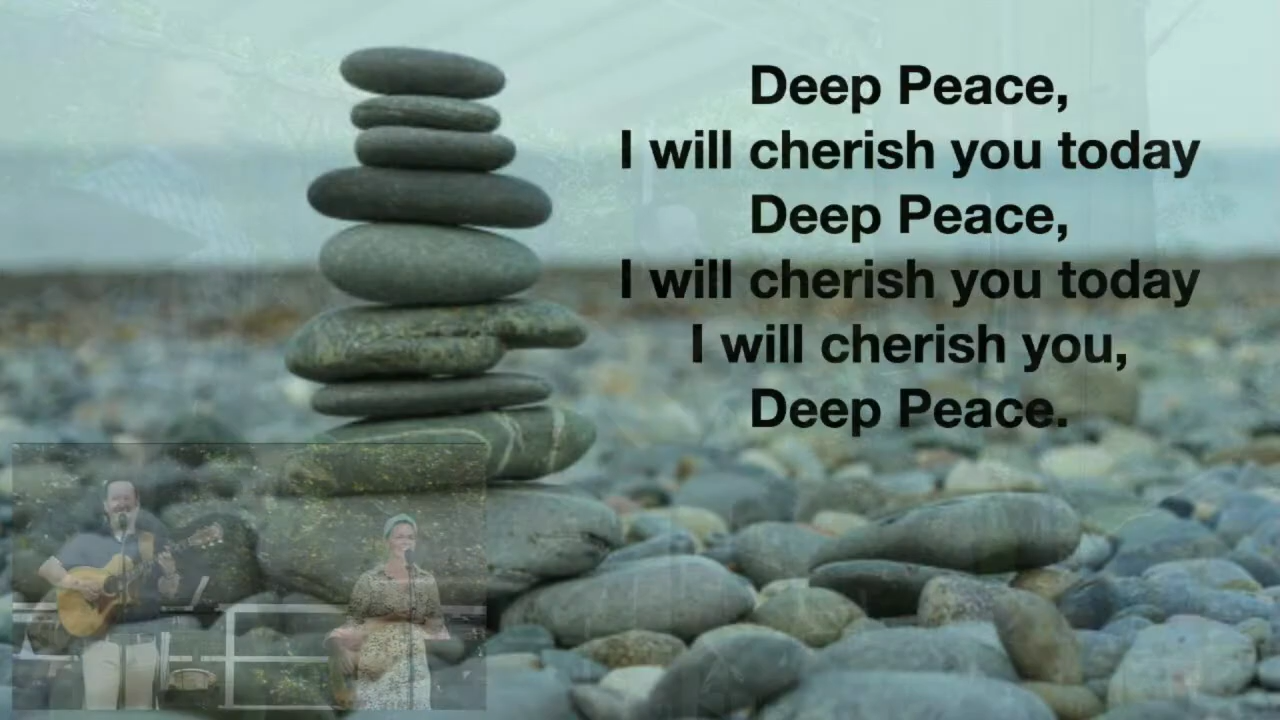 Deep Peace,
I will cherish you today
Deep Peace,
I will cherish you today
I will cherish you,
Deep Peace.